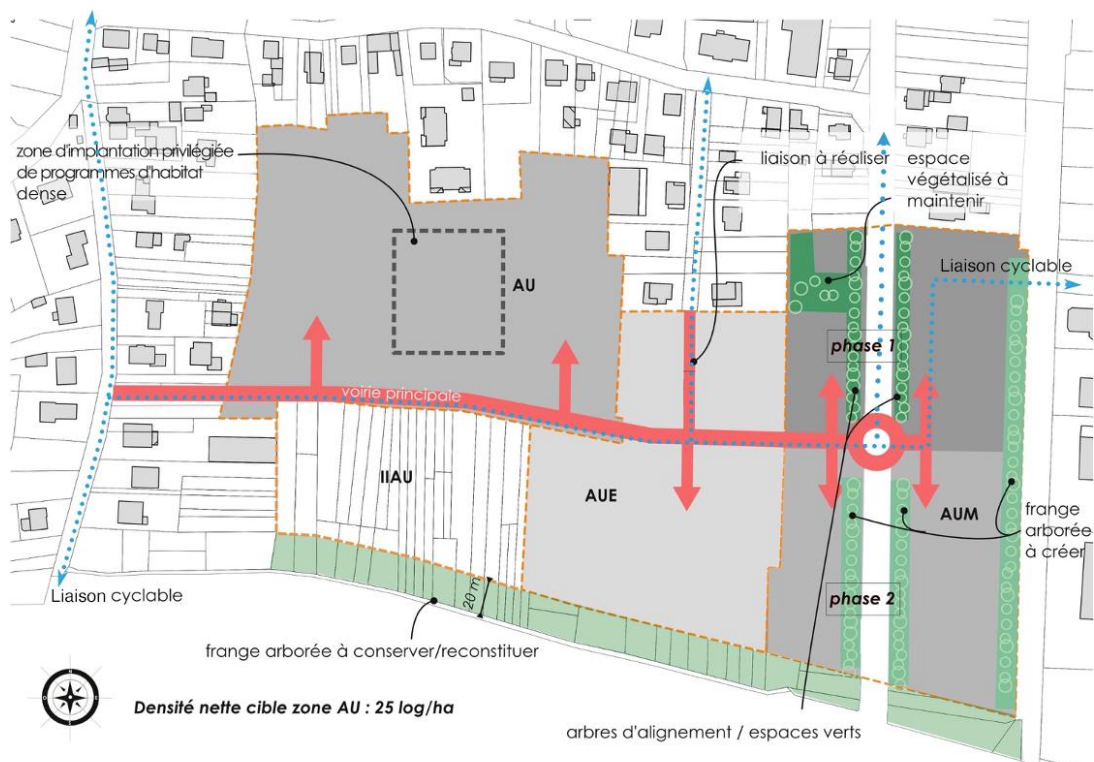 zone d'implantation privilégiée
de programmes d'habitat
dense
liaison à réaliser
espace
végétalisé à
maintenir
AU
Liaison cyclable
phase 1
voirie principale
IIAU
AUE
AUM
frange
arborée
à créer
20 m
phase 2
Liaison cyclable
frange arborée à conserver/reconstituer
Densité nette cible zone AU : 25 log/ha
arbres d'alignement / espaces verts